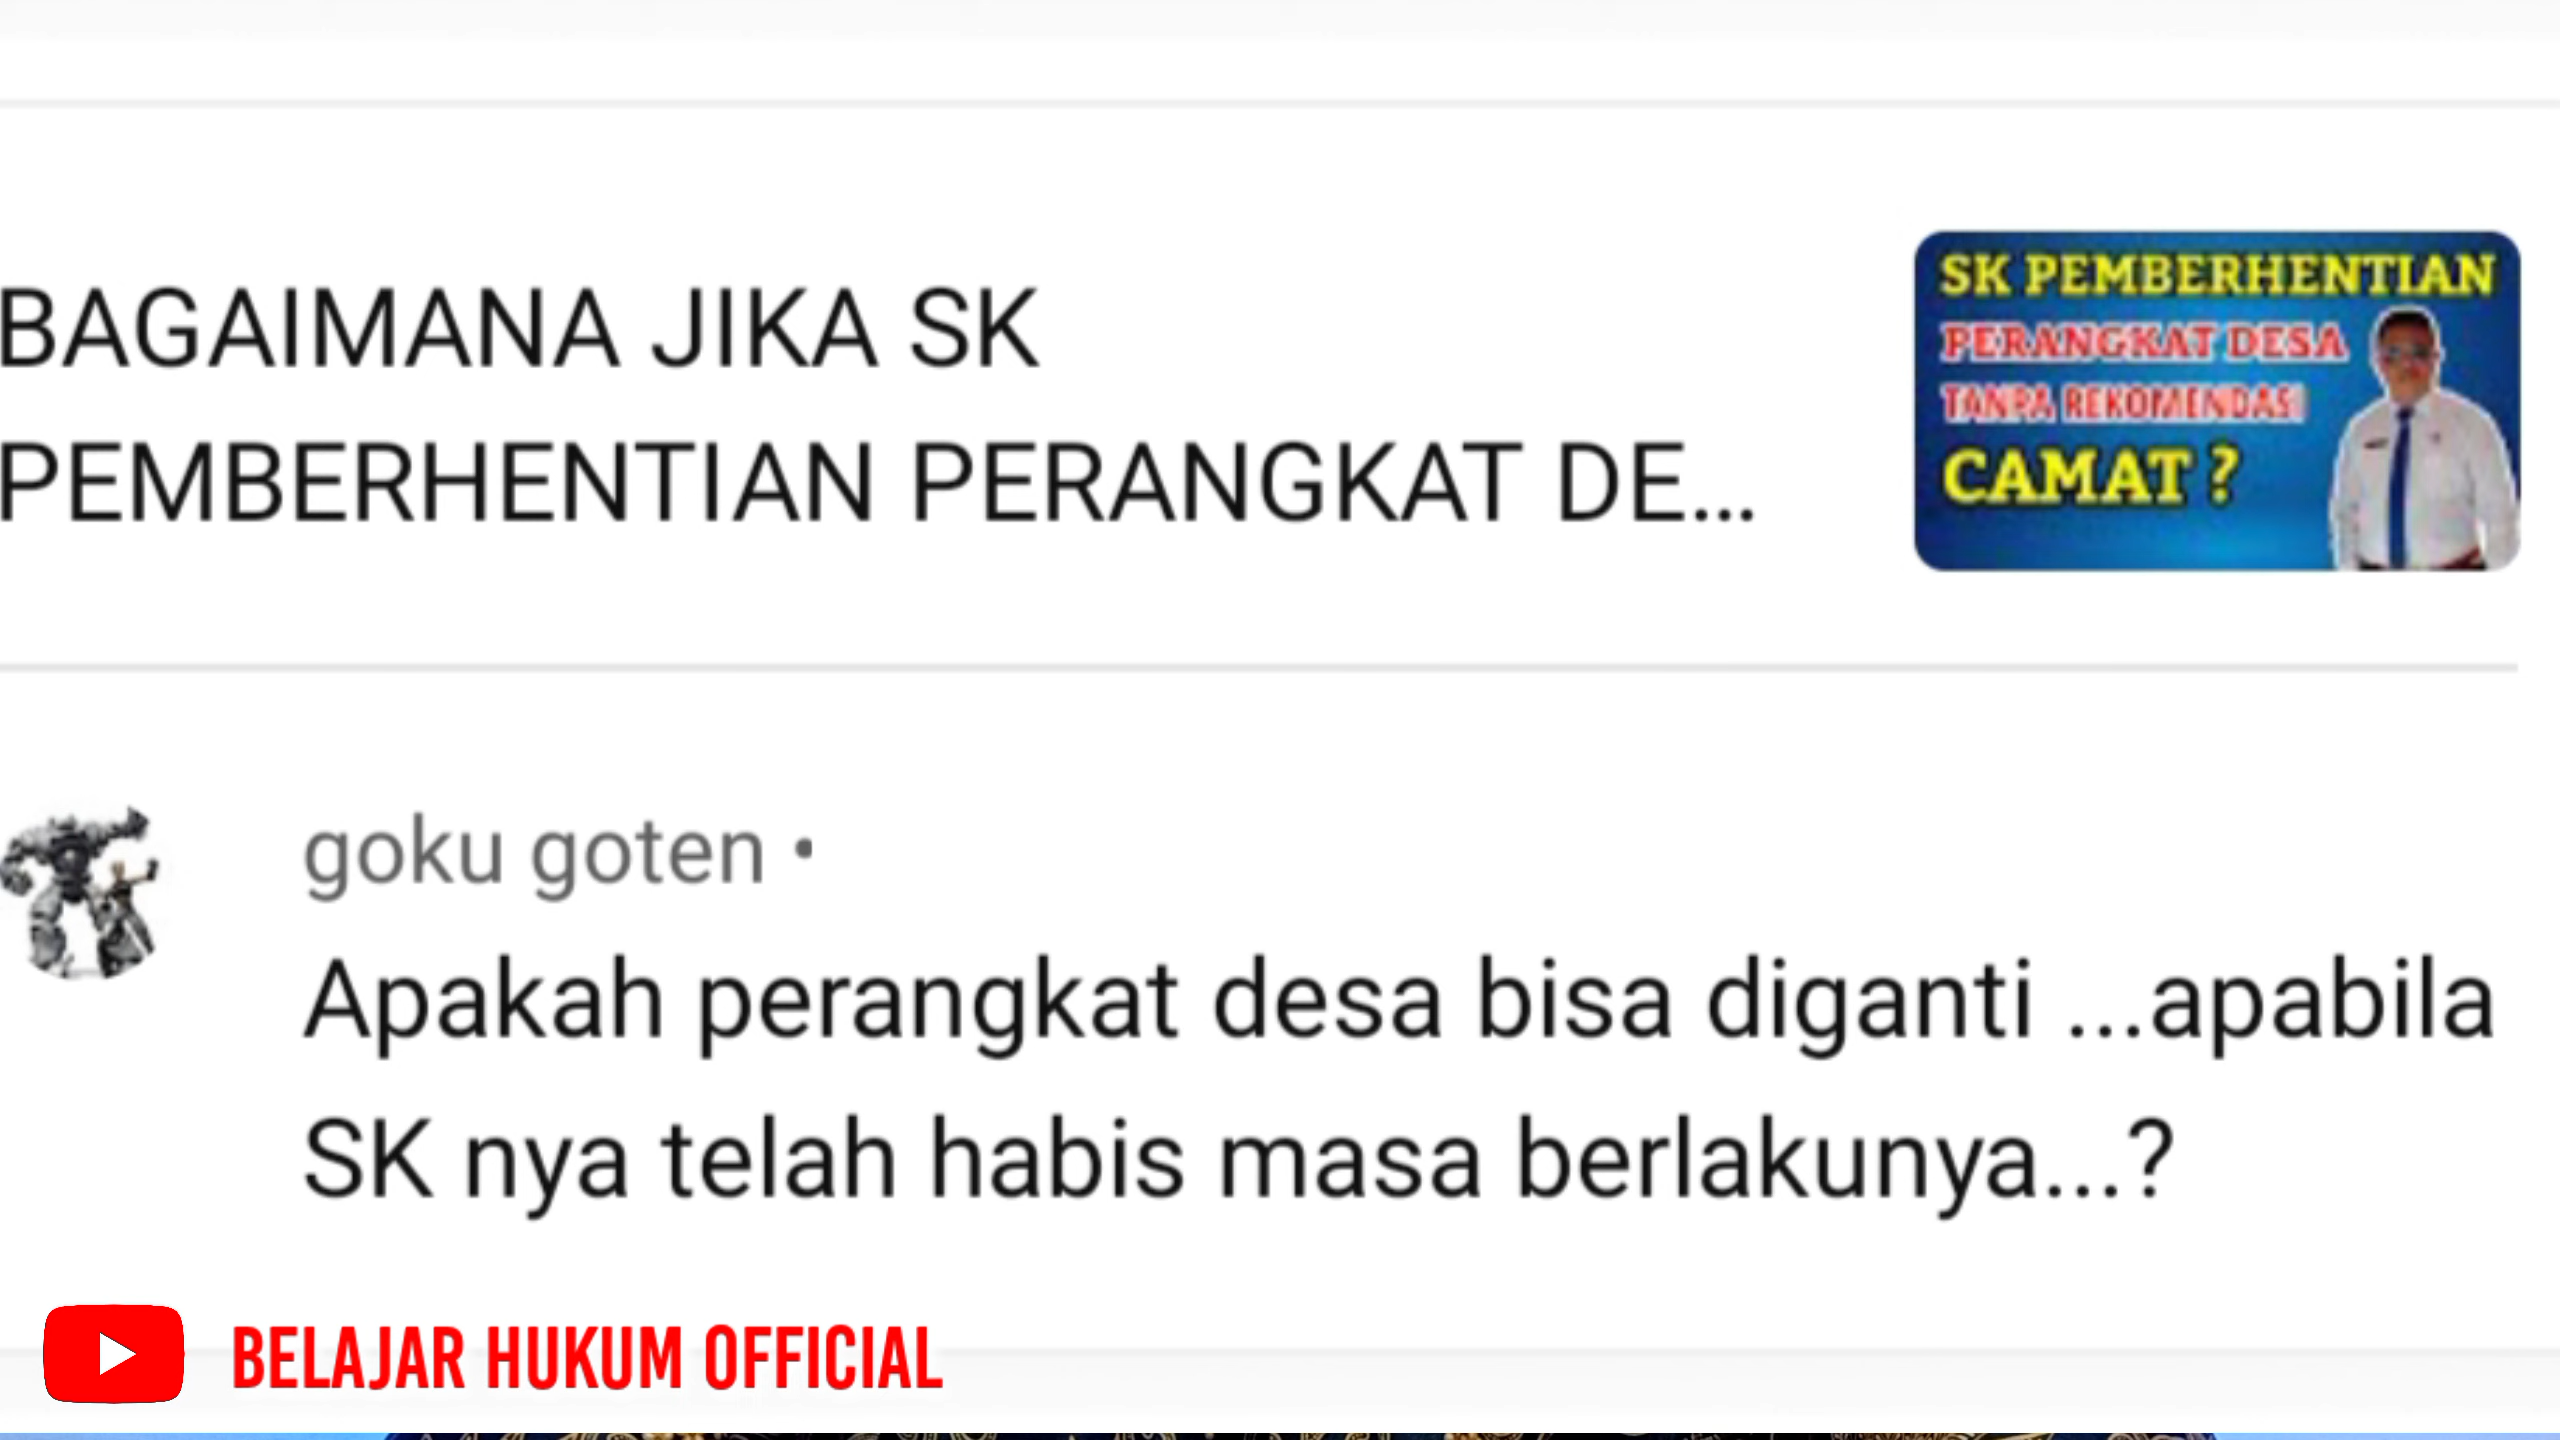 BAGAIMANA JIKA SK
PEMBERHENTIAN PERANGKAT DE...
SK PEMBERHENTIAN
PERANGKAT DESA
TANPA REKOMENDASI
CAMAT ?
goku goten •
Apakah perangkat desa bisa diganti ...apabila
SK nya telah habis masa berlakunya...?
BELAJAR HUKUM OFFICIAL